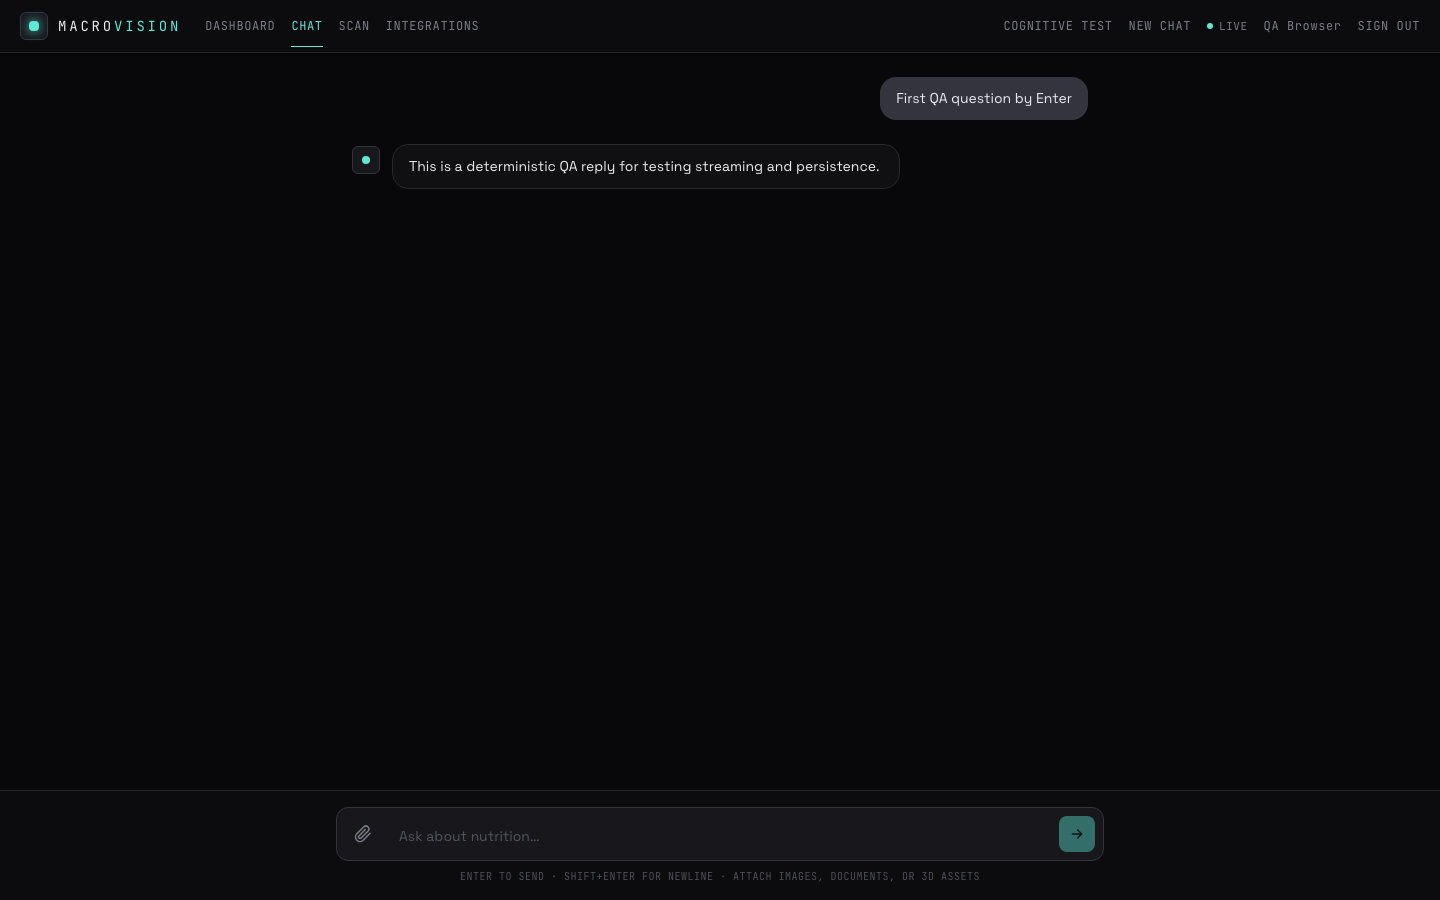 MACROVISION DASHBOARD CHAT SCAN INTEGRATIONS COGNITIVE TEST NEW CHAT LIVE QA Browser SIGN OUT
First QA question by Enter
This is a deterministic QA reply for testing streaming and persistence.
Ask about nutrition...
ENTER TO SEND · SHIFT+ENTER FOR NEWLINE · ATTACH IMAGES, DOCUMENTS, OR 3D ASSETS